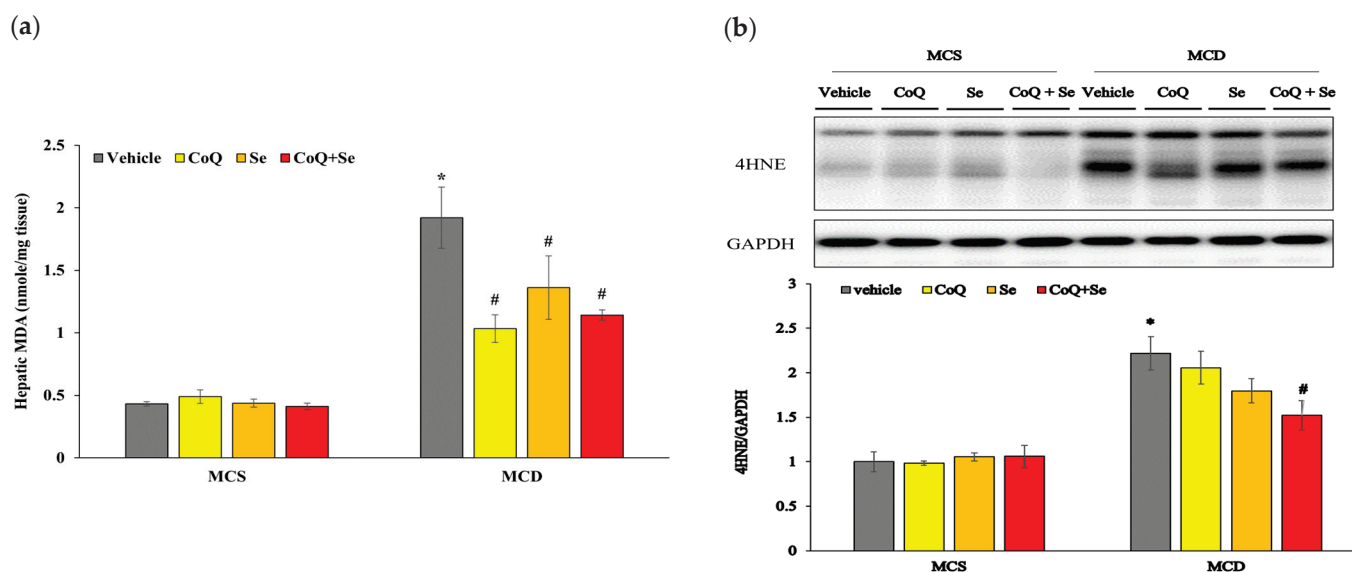 (a)
Hepatic MDA (nmole/mg tissue)
2.5
2
1.5
1
0.5
0
Vehicle CoQ Se CoQ+Se
*
#
#
#
MCS MCD
(b)
MCS MCD
Vehicle CoQ Se CoQ + Se Vehicle CoQ Se CoQ + Se
4HNE
GAPDH
4HNE/GAPDH
3
2.5
2
1.5
1
0.5
0
vehicle CoQ Se CoQ+Se
*
#
MCS MCD